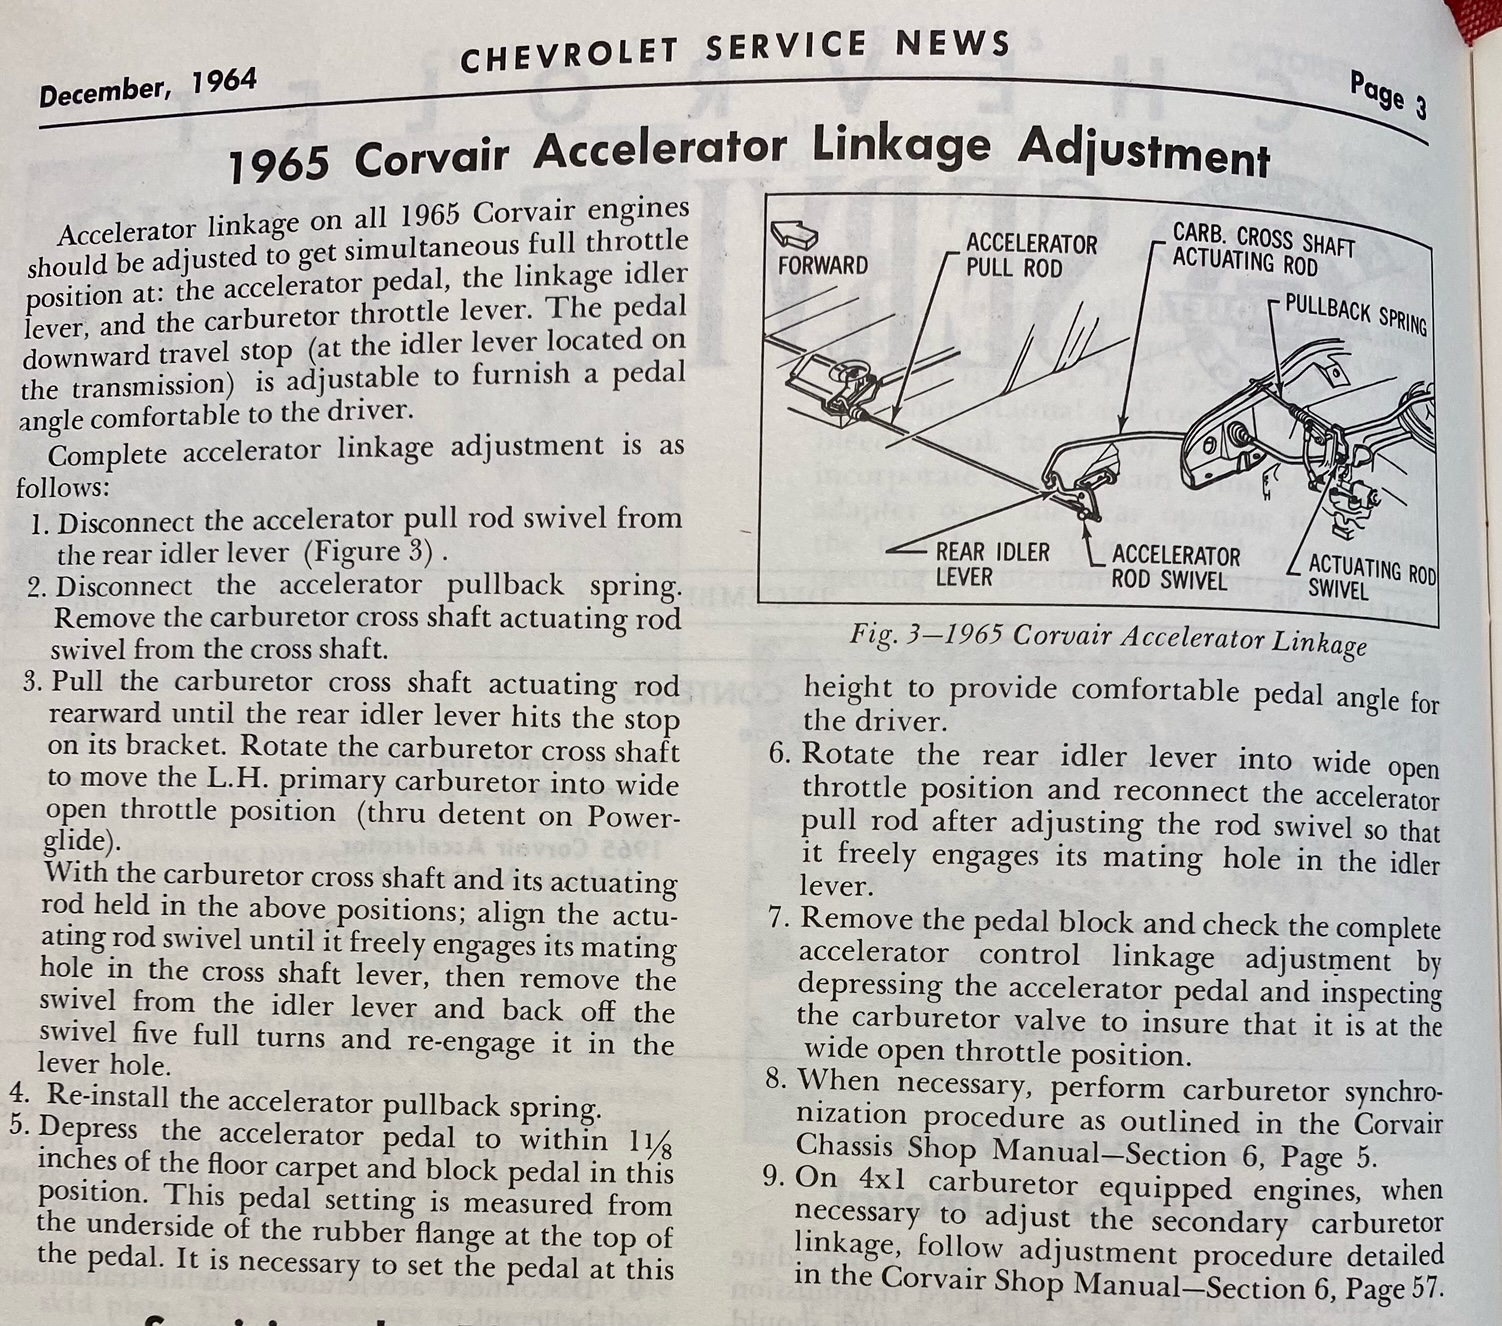 CHEVROLET SERVICE NEWS
December, 1964
Page 3
1965 Corvair Accelerator Linkage Adjustment
Accelerator linkage on all 1965 Corvair engines
should be adjusted to get simultaneous full throttle
position at: the accelerator pedal, the linkage idler
lever, and the carburetor throttle lever. The pedal
downward travel stop (at the idler lever located on
the transmission) is adjustable to furnish a pedal
angle comfortable to the driver.
Complete accelerator linkage adjustment is as
follows:
1. Disconnect the accelerator pull rod swivel from
the rear idler lever (Figure 3) .
2. Disconnect the accelerator pullback spring.
Remove the carburetor cross shaft actuating rod
swivel from the cross shaft.
3. Pull the carburetor cross shaft actuating rod
rearward until the rear idler lever hits the stop
on its bracket. Rotate the carburetor cross shaft
to move the L.H. primary carburetor into wide
open throttle position (thru detent on Power-
glide).
With the carburetor cross shaft and its actuating
rod held in the above positions; align the actu-
ating rod swivel until it freely engages its mating
hole in the cross shaft lever, then remove the
swivel from the idler lever and back off the
swivel five full turns and re-engage it in the
lever hole.
4. Re-install the accelerator pullback spring.
5. Depress the accelerator pedal to within 1⅛
inches of the floor carpet and block pedal in this
position. This pedal setting is measured from
the underside of the rubber flange at the top of
the pedal. It is necessary to set the pedal at this
FORWARD
ACCELERATOR
PULL ROD
CARB. CROSS SHAFT
ACTUATING ROD
PULLBACK SPRING
REAR IDLER
LEVER
ACCELERATOR
ROD SWIVEL
ACTUATING ROD
SWIVEL
Fig. 3—1965 Corvair Accelerator Linkage
height to provide comfortable pedal angle for
the driver.
6. Rotate the rear idler lever into wide open
throttle position and reconnect the accelerator
pull rod after adjusting the rod swivel so that
it freely engages its mating hole in the idler
lever.
7. Remove the pedal block and check the complete
accelerator control linkage adjustment by
depressing the accelerator pedal and inspecting
the carburetor valve to insure that it is at the
wide open throttle position.
8. When necessary, perform carburetor synchro-
nization procedure as outlined in the Corvair
Chassis Shop Manual—Section 6, Page 5.
9. On 4x1 carburetor equipped engines, when
necessary to adjust the secondary carburetor
linkage, follow adjustment procedure detailed
in the Corvair Shop Manual—Section 6, Page 57.